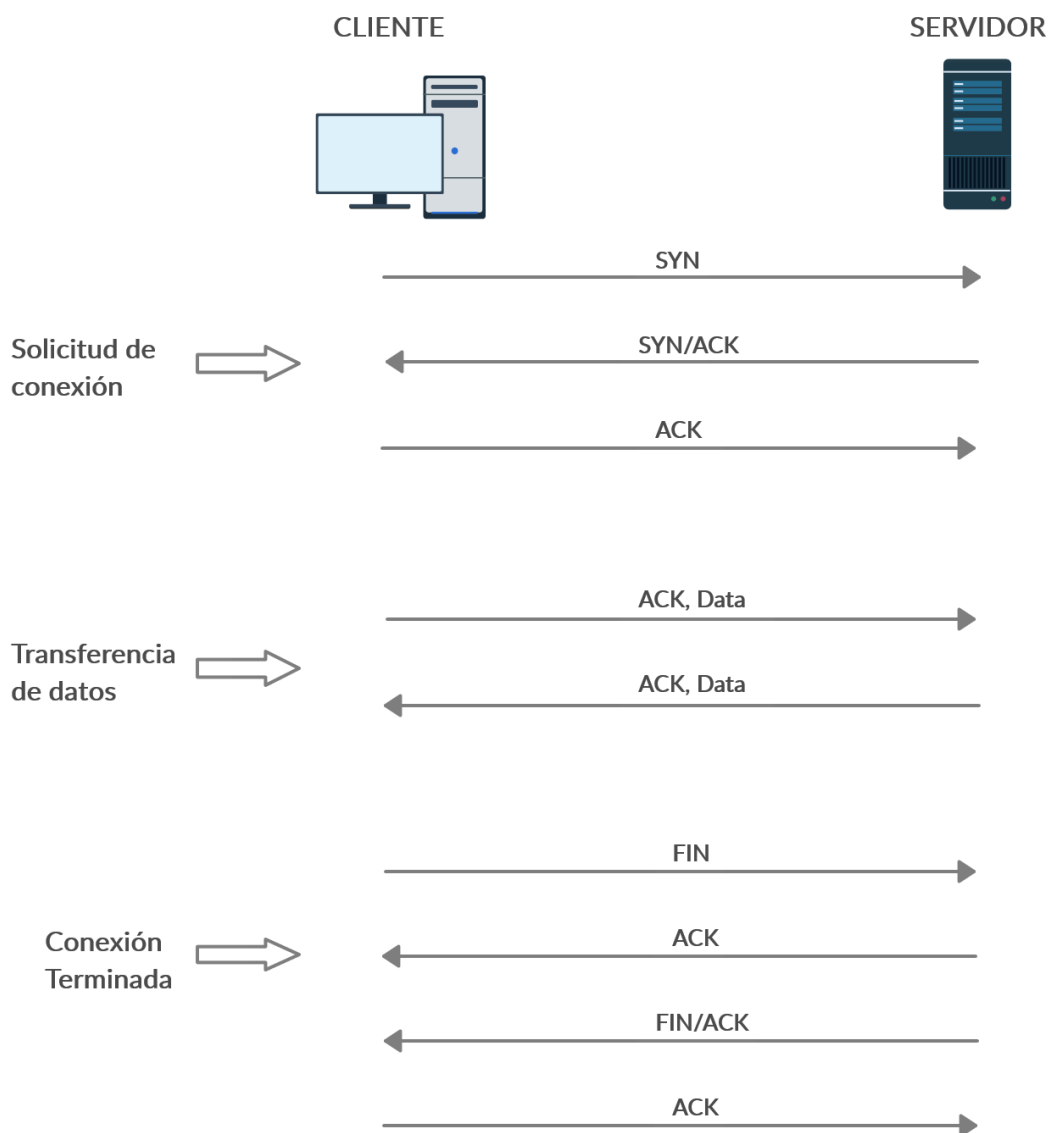 CLIENTE
SERVIDOR
SYN
Solicitud de
conexión
SYN/ACK
ACK
ACK, Data
Transferencia
de datos
ACK, Data
FIN
Conexión
Terminada
ACK
FIN/ACK
ACK